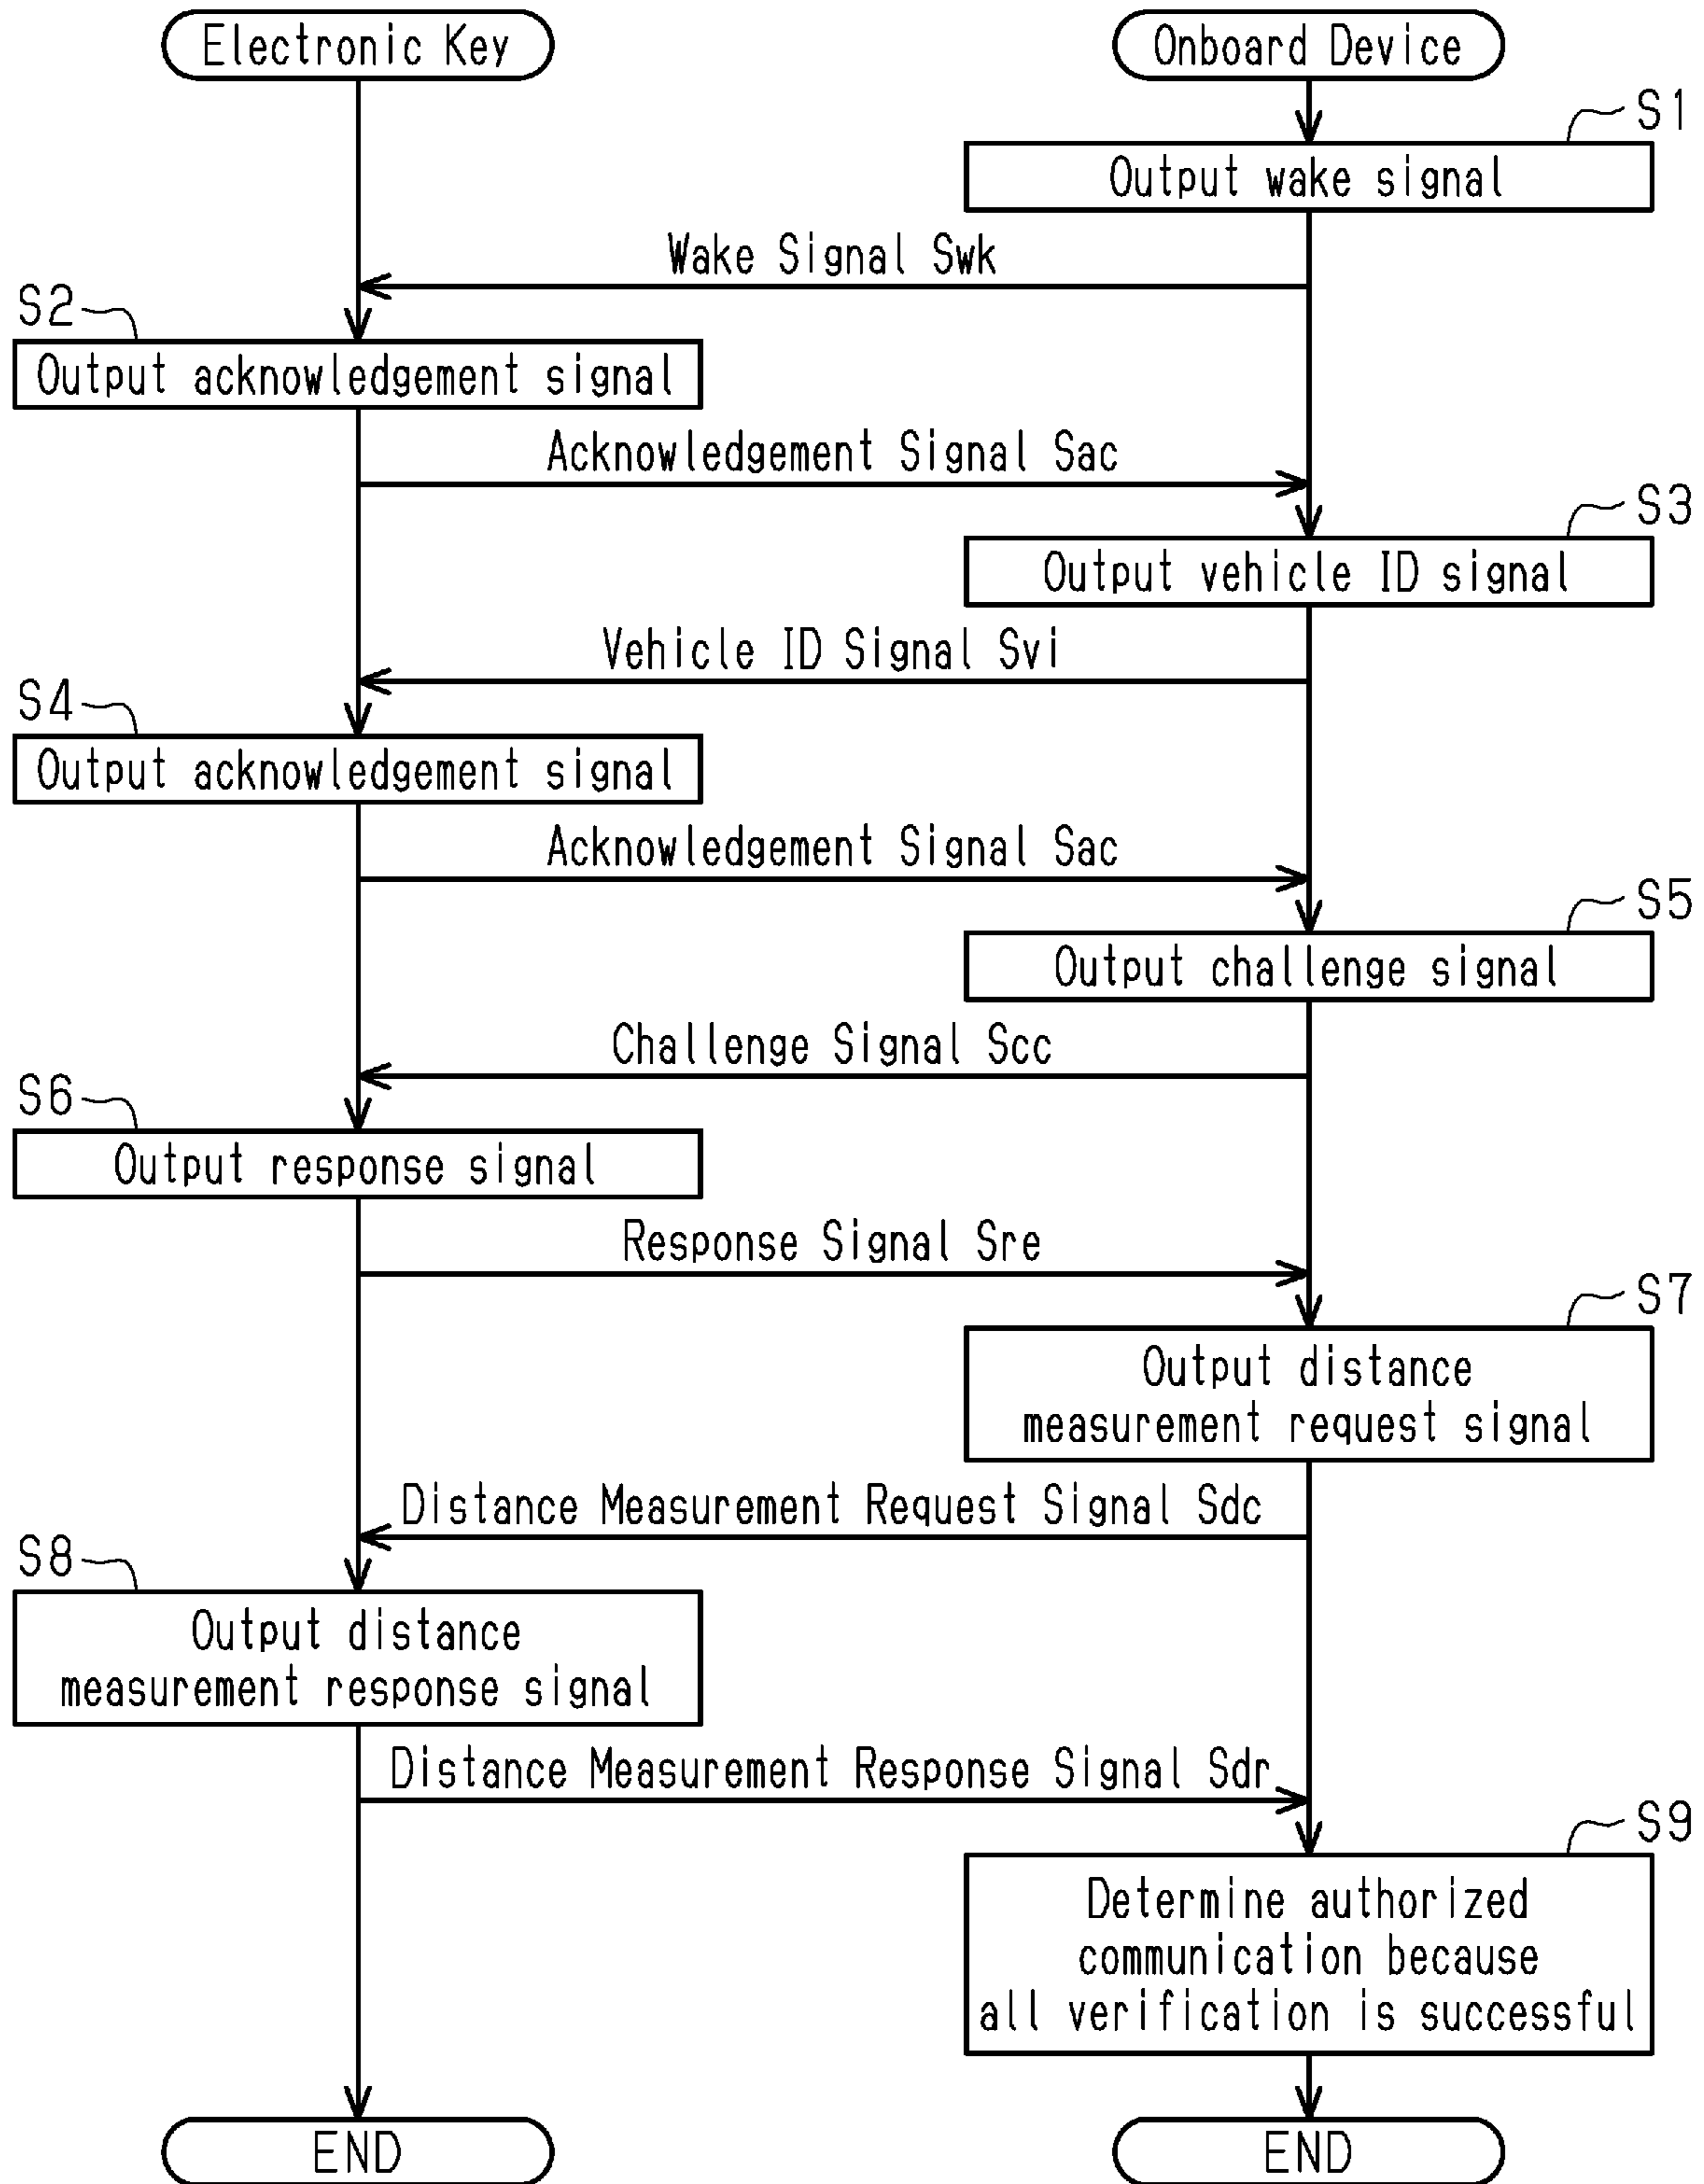 Electronic Key
Onboard Device
S1
Output wake signal
Wake Signal Swk
S2
Output acknowledgement signal
Acknowledgement Signal Sac
S3
Output vehicle ID signal
Vehicle ID Signal Svi
S4
Output acknowledgement signal
Acknowledgement Signal Sac
S5
Output challenge signal
Challenge Signal Scc
S6
Output response signal
Response Signal Sre
S7
Output distance
measurement request signal
Distance Measurement Request Signal Sdc
S8
Output distance
measurement response signal
Distance Measurement Response Signal Sdr
S9
Determine authorized
communication because
all verification is successful
END
END